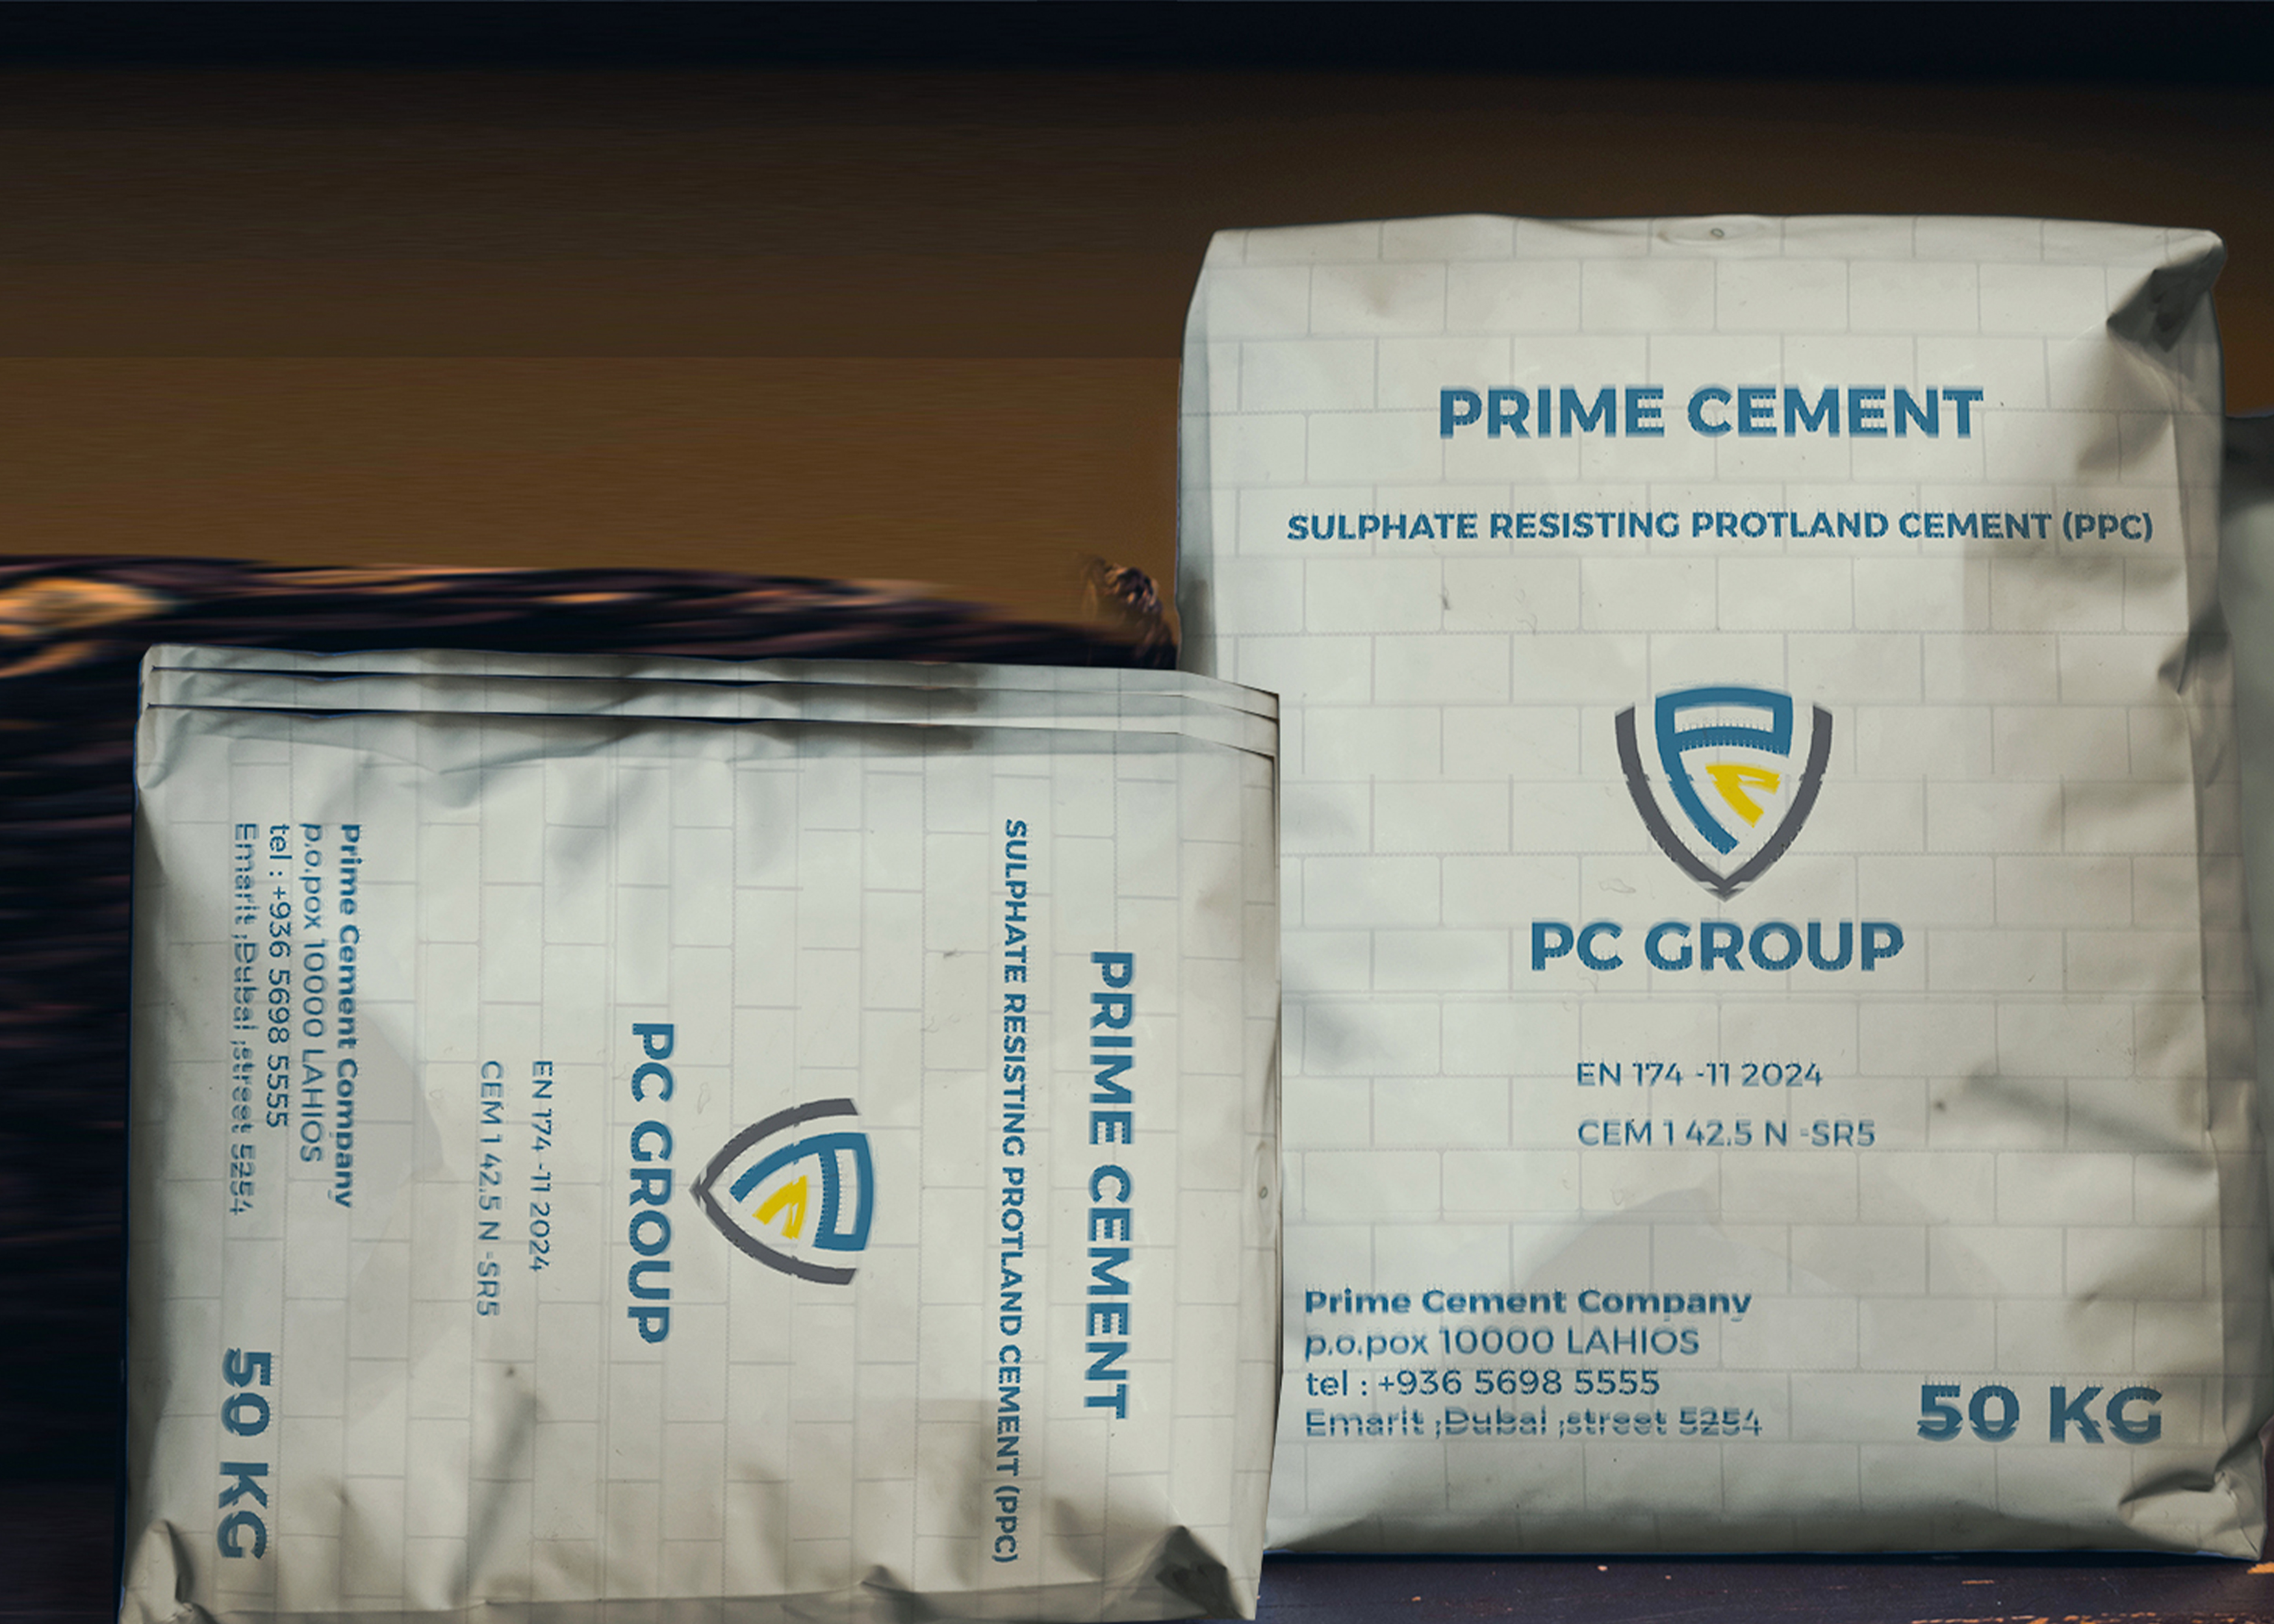 PRIME CEMENT
SULPHATE RESISTING PROTLAND CEMENT (PPC)
PC GROUP
EN 174 -11 2024
CEM 1 42.5 N -SR5
Prime Cement Company
p.o.pox 10000 LAHIOS
tel : +936 5698 5555
Emarit ;Dubai ;street 5254
50 KG
PRIME CEMENT
SULPHATE RESISTING PROTLAND CEMENT (PPC)
PC GROUP
EN 174 -11 2024
CEM 1 42.5 N -SR5
Prime Cement Company
p.o.pox 10000 LAHIOS
tel : +936 5698 5555
Emarit ;Dubai ;street 5254
50 KG